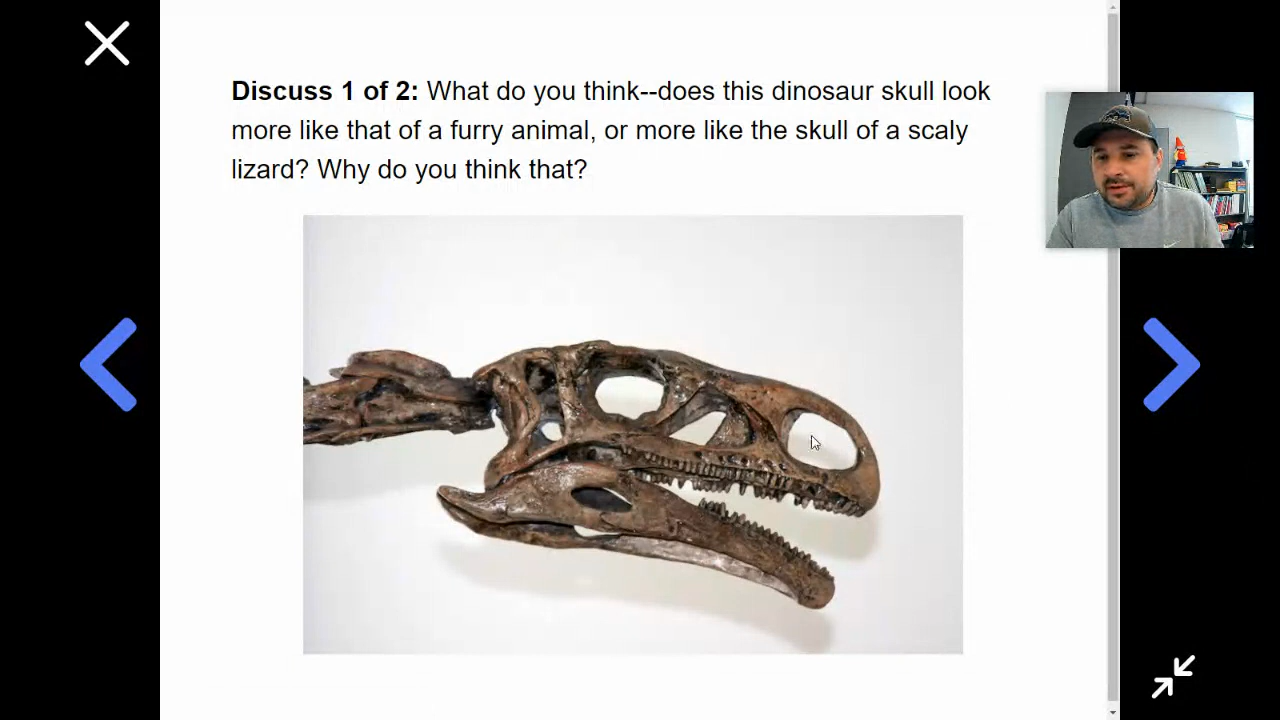 Discuss 1 of 2: What do you think--does this dinosaur skull look
more like that of a furry animal, or more like the skull of a scaly
lizard? Why do you think that?